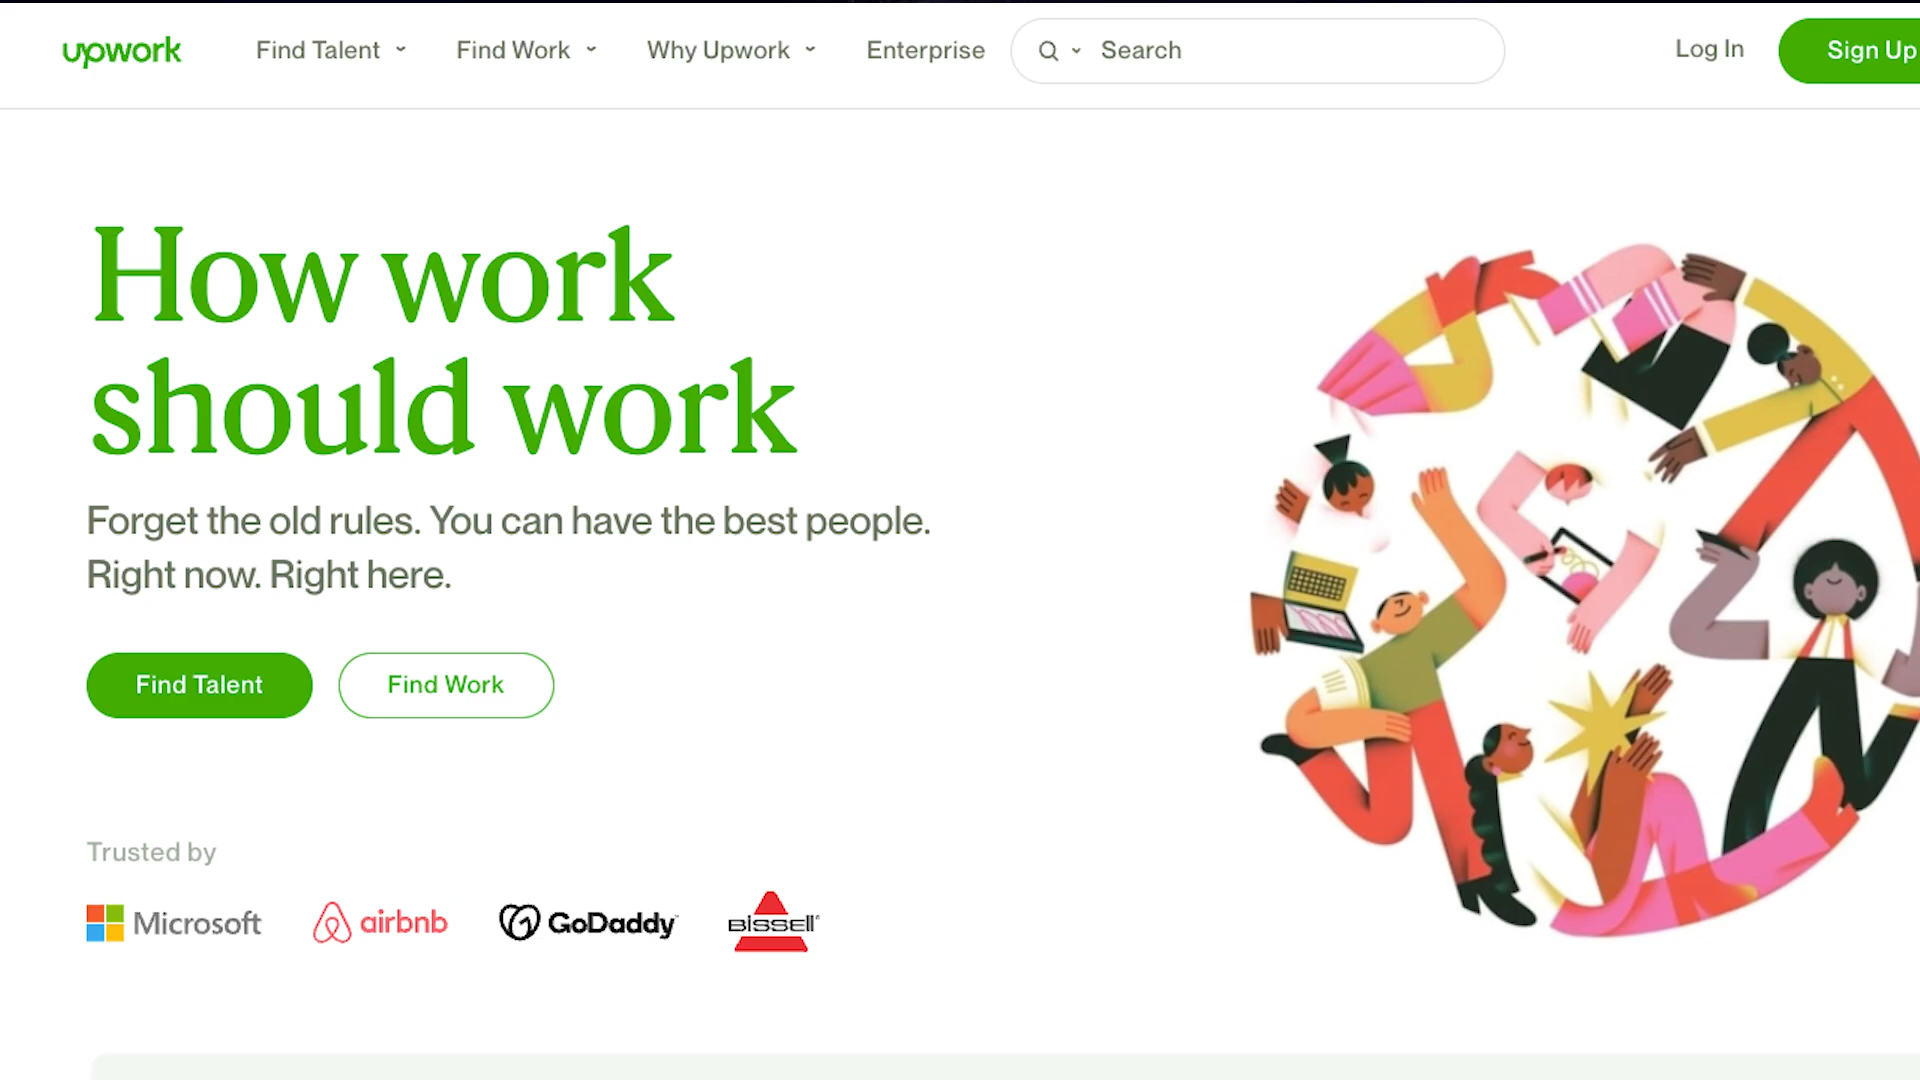 upwork Find Talent Find Work Why Upwork Enterprise Search Log In Sign Up
How work
should work
Forget the old rules. You can have the best people.
Right now. Right here.
Find Talent Find Work
Trusted by
Microsoft airbnb GoDaddy BISSELL